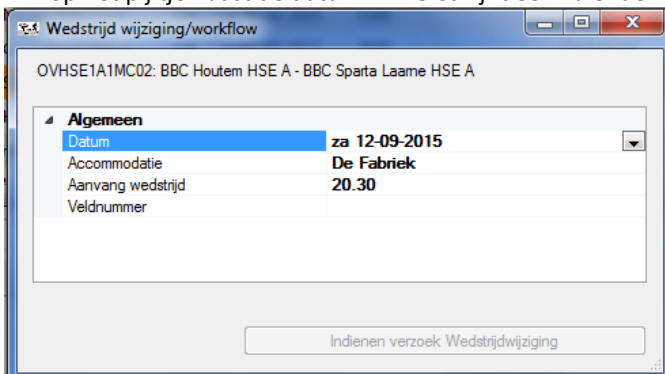 Wedstrijd wijziging/workflow
OVHSE1A1MC02: BBC Houtem HSE A - BBC Sparta Laarne HSE A
Algemeen
Datum za 12-09-2015
Accommodatie De Fabriek
Aanvang wedstrijd 20.30
Veldnummer
Indienen verzoek Wedstrijdwijziging